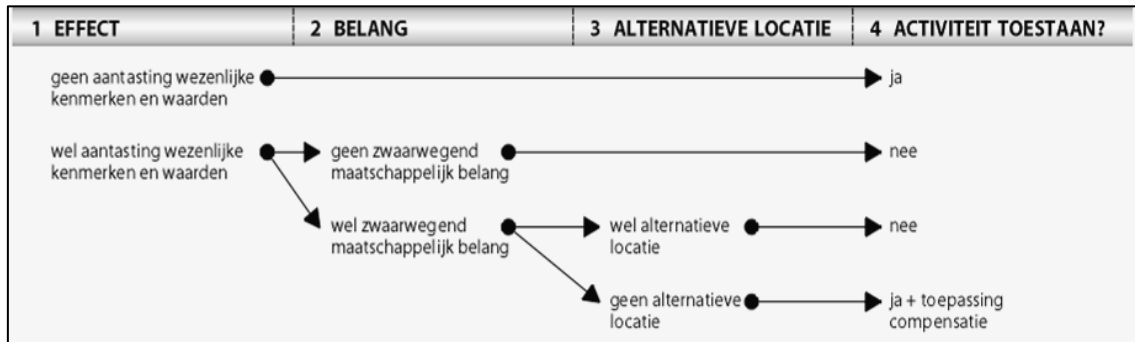 1 EFFECT
2 BELANG
3 ALTERNATIEVE LOCATIE
4 ACTIVITEIT TOESTAAN?
geen aantasting wezenlijke
kenmerken en waarden
ja
wel aantasting wezenlijke
kenmerken en waarden
geen zwaarwegend
maatschappelijk belang
nee
wel zwaarwegend
maatschappelijk belang
wel alternatieve
locatie
nee
geen alternatieve
locatie
ja + toepassing
compensatie